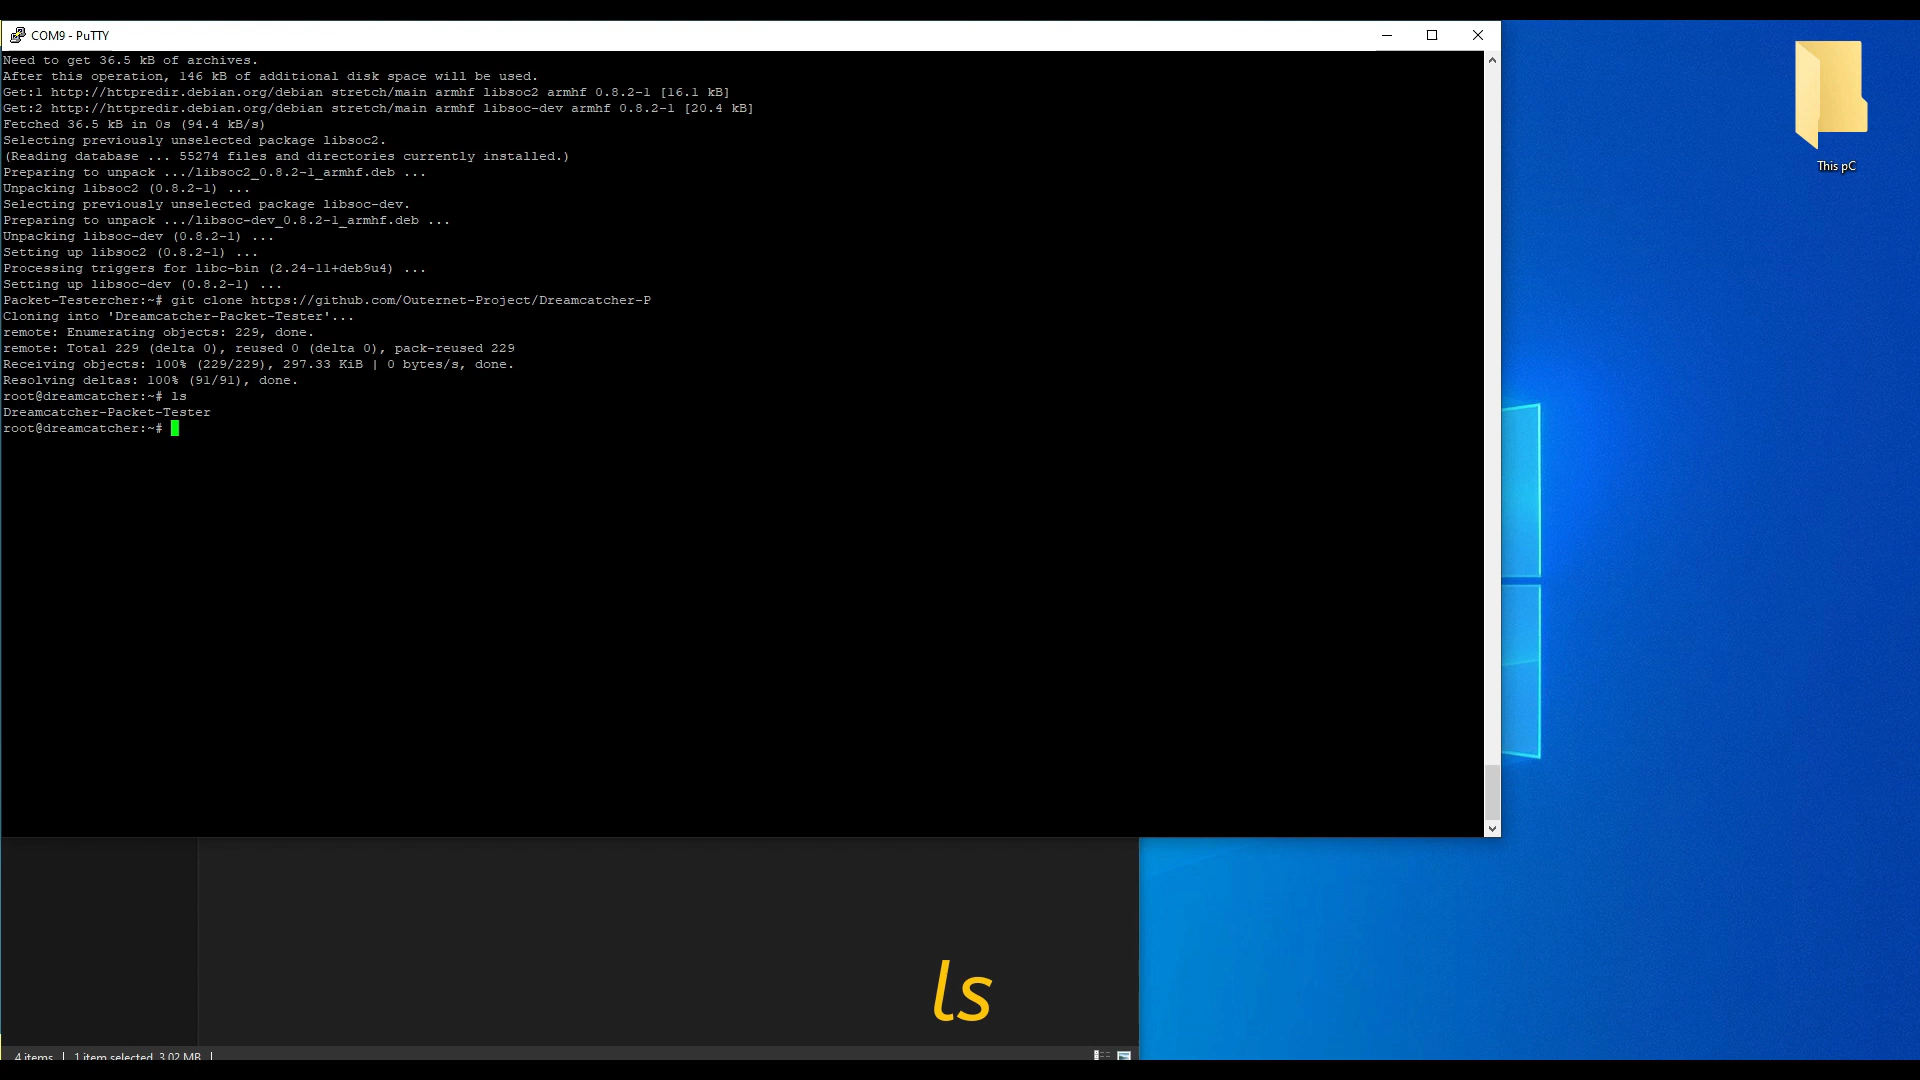 COM9 - PuTTY
Need to get 36.5 kB of archives.
After this operation, 146 kB of additional disk space will be used.
Get:1 http://httpredir.debian.org/debian stretch/main armhf libsoc2 armhf 0.8.2-1 [16.1 kB]
Get:2 http://httpredir.debian.org/debian stretch/main armhf libsoc-dev armhf 0.8.2-1 [20.4 kB]
Fetched 36.5 kB in 0s (94.4 kB/s)
Selecting previously unselected package libsoc2.
(Reading database ... 55274 files and directories currently installed.)
Preparing to unpack .../libsoc2_0.8.2-1_armhf.deb ...
Unpacking libsoc2 (0.8.2-1) ...
Selecting previously unselected package libsoc-dev.
Preparing to unpack .../libsoc-dev_0.8.2-1_armhf.deb ...
Unpacking libsoc-dev (0.8.2-1) ...
Setting up libsoc2 (0.8.2-1) ...
Processing triggers for libc-bin (2.24-11+deb9u4) ...
Setting up libsoc-dev (0.8.2-1) ...
Packet-Testercher:~# git clone https://github.com/Outernet-Project/Dreamcatcher-P
Cloning into 'Dreamcatcher-Packet-Tester'...
remote: Enumerating objects: 229, done.
remote: Total 229 (delta 0), reused 0 (delta 0), pack-reused 229
Receiving objects: 100% (229/229), 297.33 KiB | 0 bytes/s, done.
Resolving deltas: 100% (91/91), done.
root@dreamcatcher:~# ls
Dreamcatcher-Packet-Tester
root@dreamcatcher:~#
This pC
ls
4 items | 1 item selected 3.02 MB |